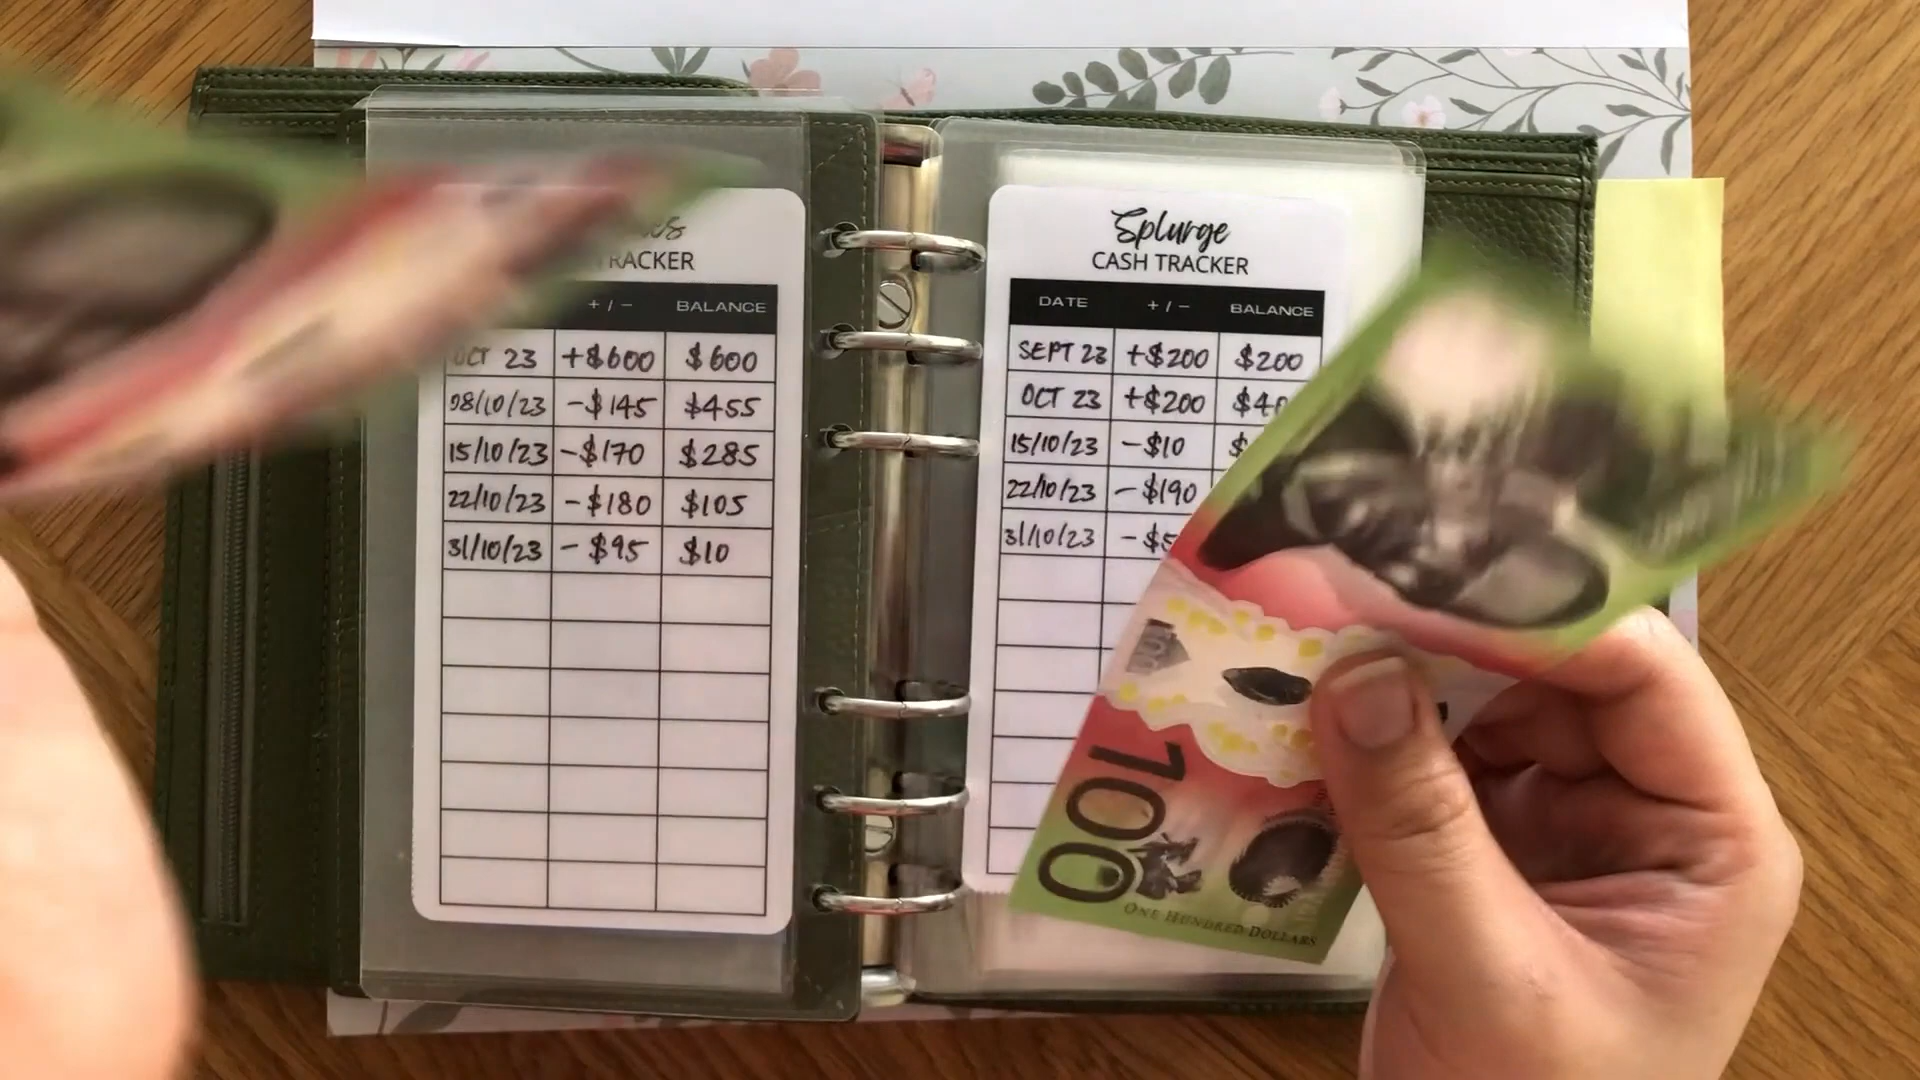 TRACKER
+ / - BALANCE
OCT 23 +$600 $600
08/10/23 -$145 $455
15/10/23 -$170 $285
22/10/23 -$180 $105
31/10/23 -$95 $10
Splurge
CASH TRACKER
DATE + / - BALANCE
SEPT 23 +$200 $200
OCT 23 +$200
15/10/23 -$10
22/10/23 -$190
31/10/23
100
ONE HUNDRED DOLLARS
100